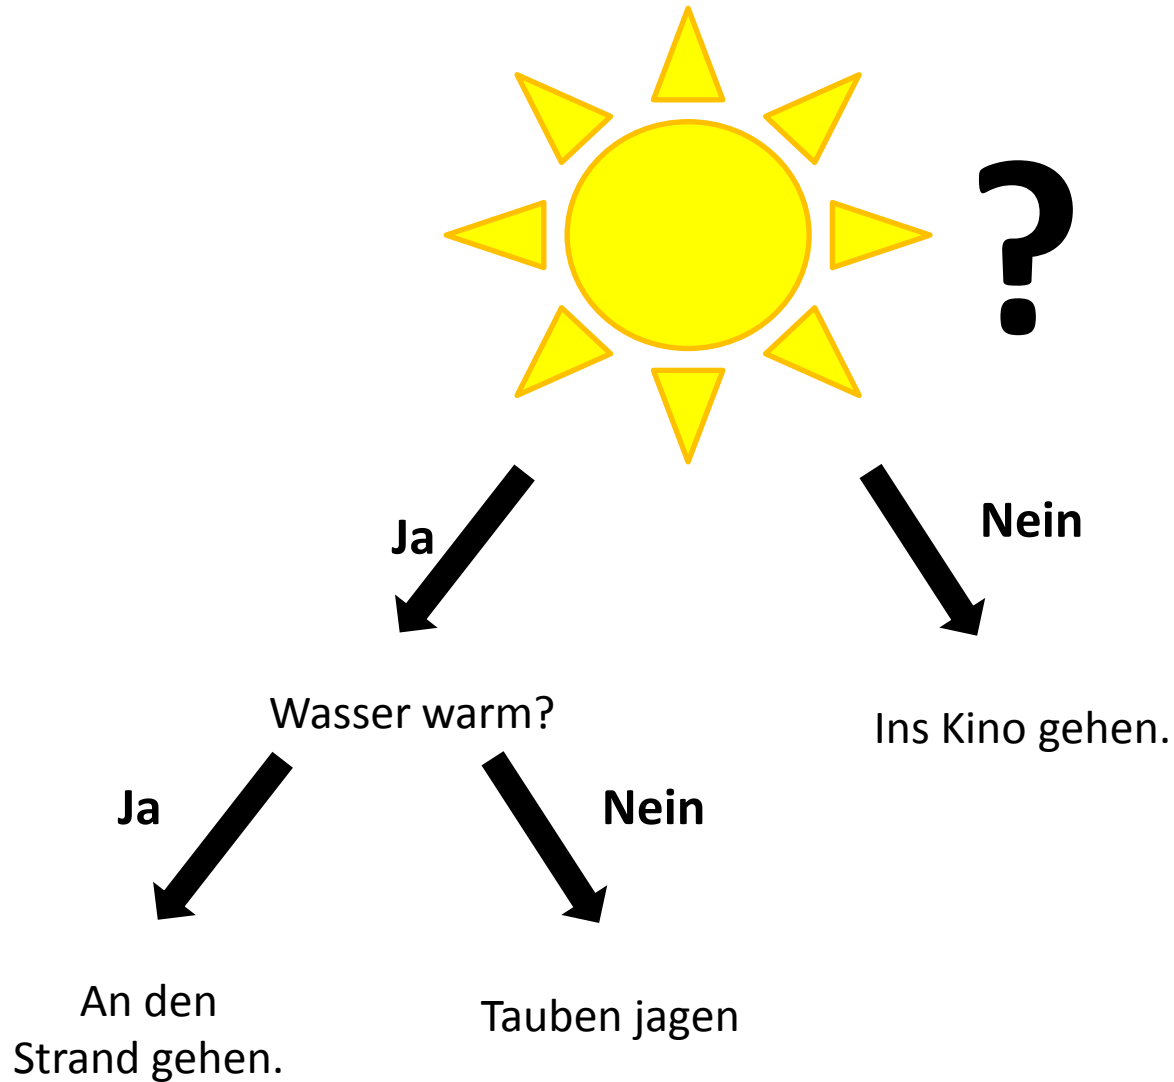 ?
Ja
Nein
Wasser warm?
Ins Kino gehen.
Ja
Nein
An den
Strand gehen.
Tauben jagen